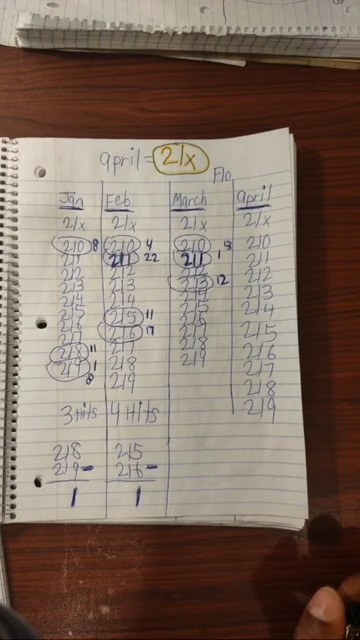 april = 21x
Flo
Jan Feb March april
21x 21x 21x 21x
210 8 210 4 210 210
211 211 22 211 1 211
212 212 212 212
213 213 213 12 213
214 214 214 214
215 215 11 215 215
216 216 17 216 216
217 217 217 217
218 11 218 218 218
219 1 219 219 219
8
3 Hits 4 Hits
218 215
219 - 216 -
1 1